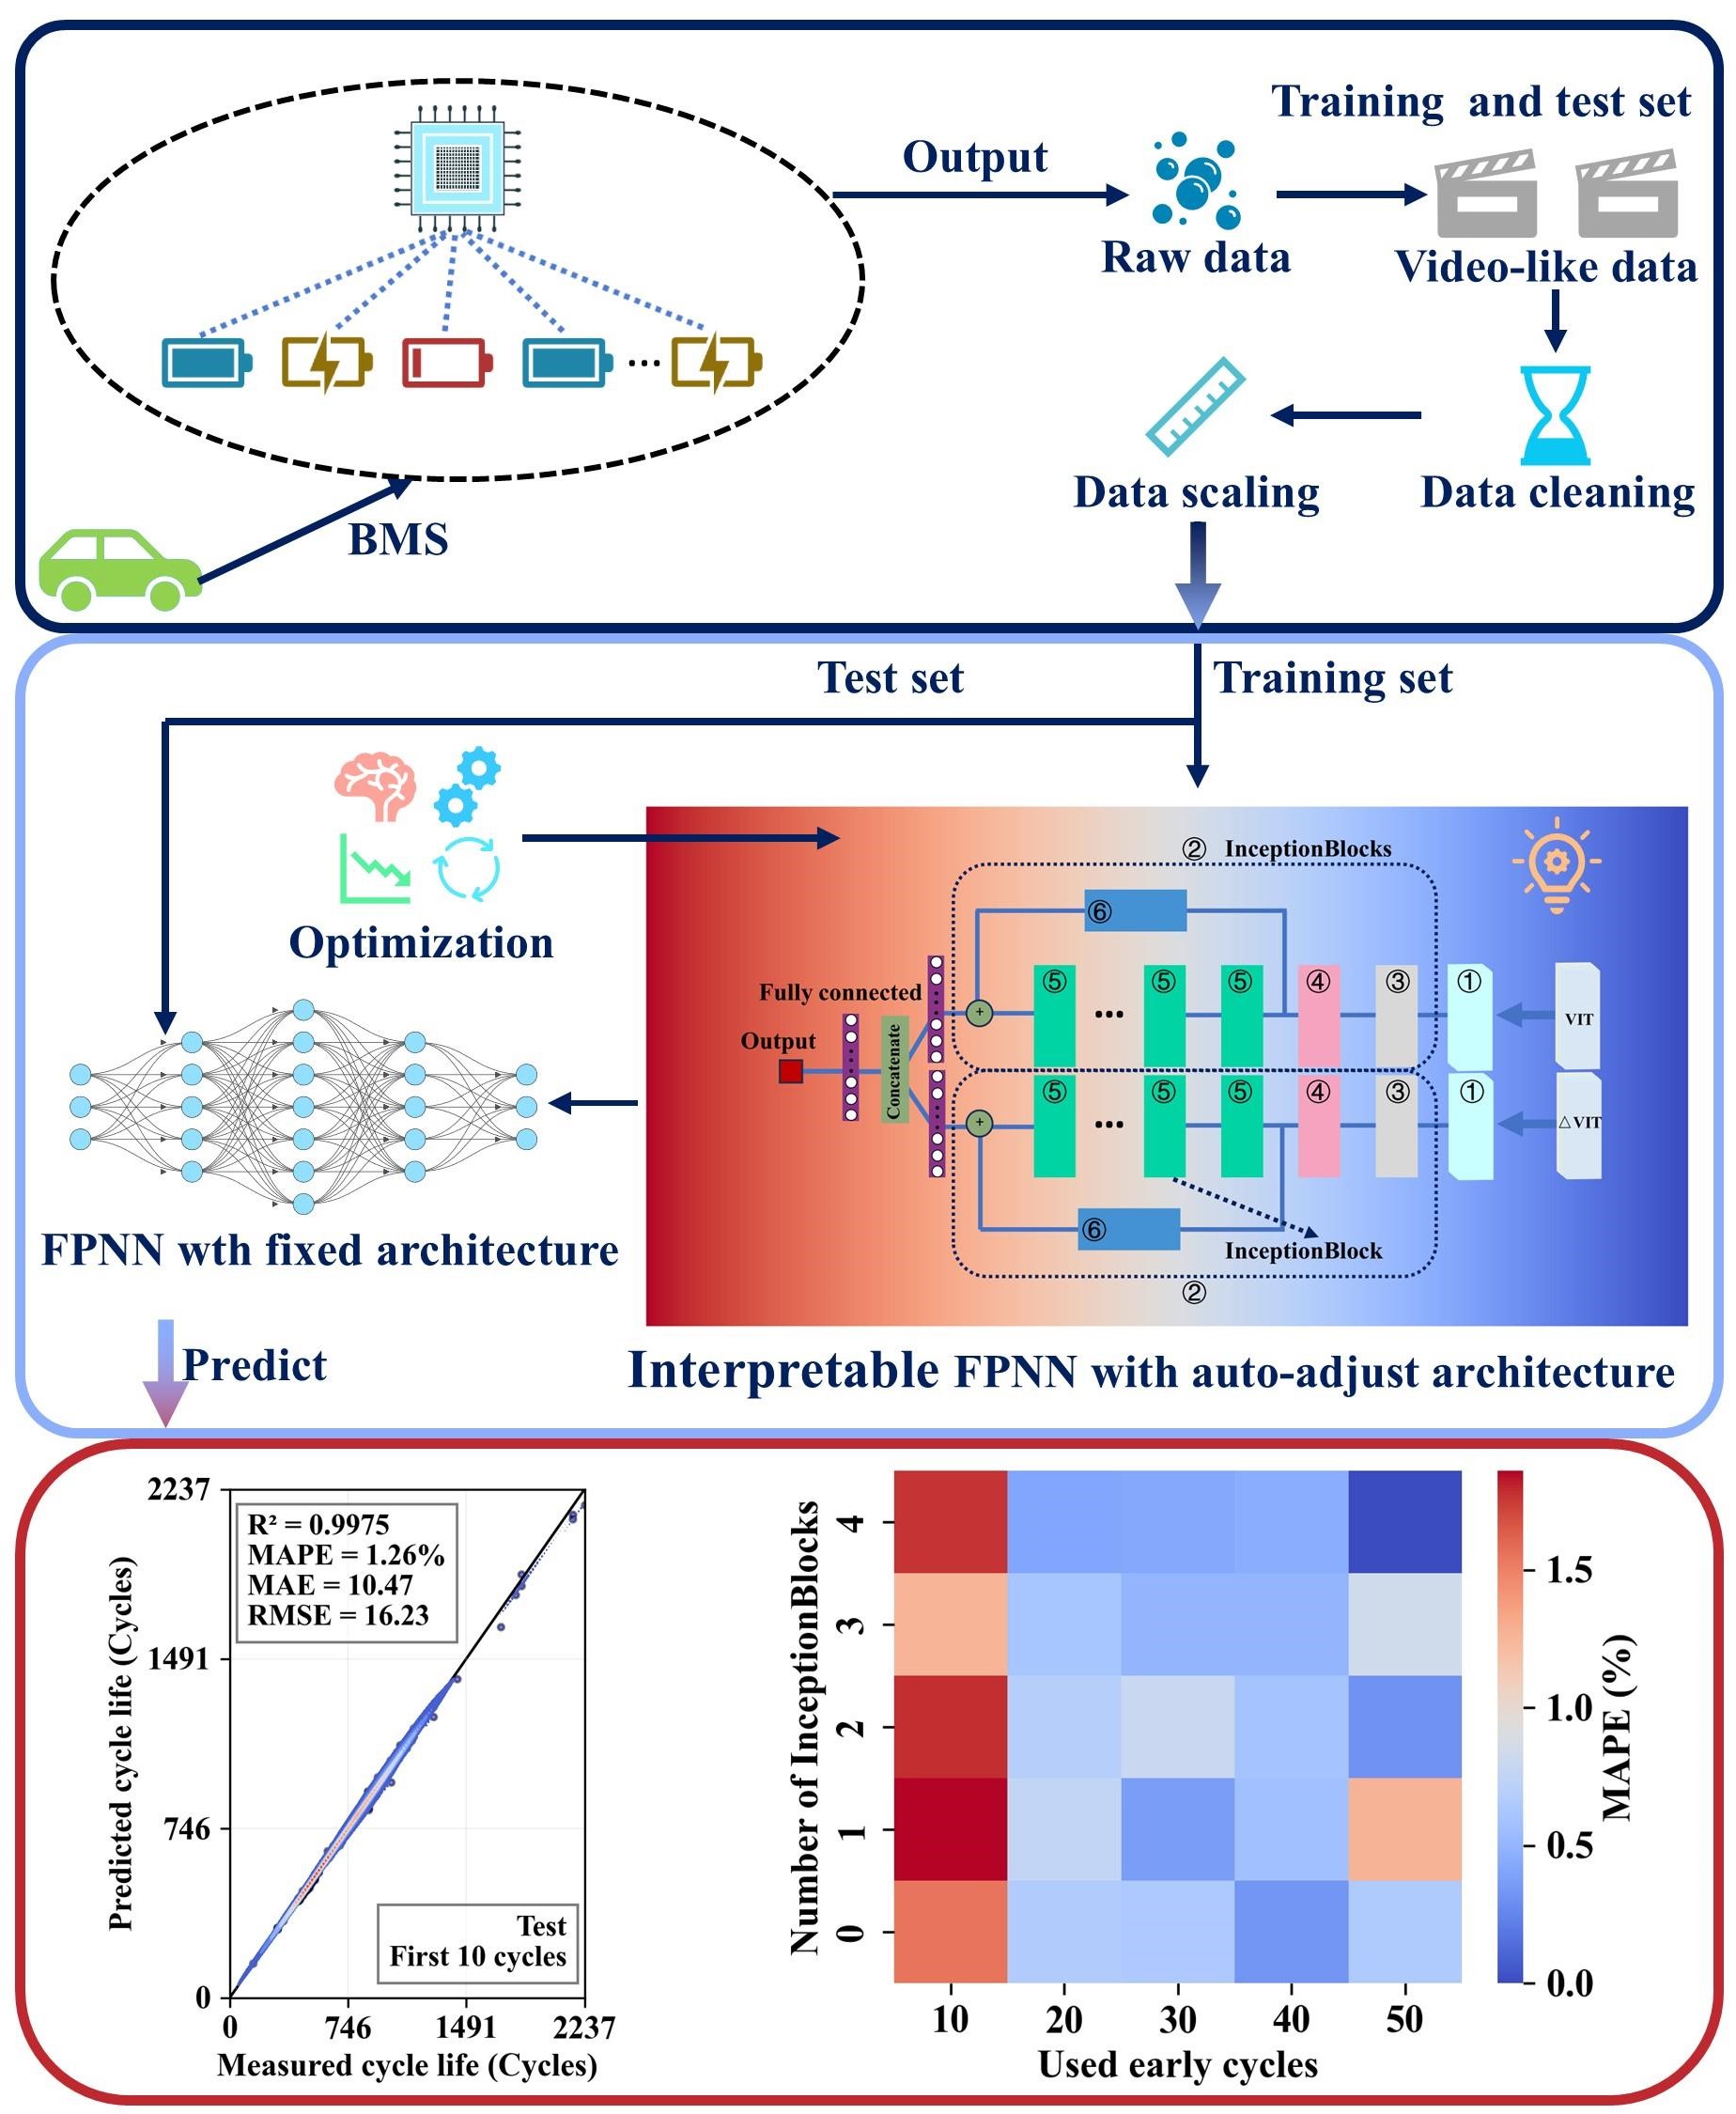 Training and test set
Output
Raw data
Video-like data
Data scaling
Data cleaning
BMS
Test set
Training set
Optimization
② InceptionBlocks
⑥
Fully connected
⑤
...
⑤
⑤
④
③
①
VIT
+
Output
Concatenate
⑤
...
⑤
⑤
④
③
①
△VIT
+
⑥
InceptionBlock
②
FPNN wth fixed architecture
Interpretable FPNN with auto-adjust architecture
Predict
R² = 0.9975
MAPE = 1.26%
MAE = 10.47
RMSE = 16.23
Test
First 10 cycles
2237
1491
746
0
0 746 1491 2237
Predicted cycle life (Cycles)
Measured cycle life (Cycles)
Number of InceptionBlocks
4
3
2
1
0
10 20 30 40 50
Used early cycles
1.5
1.0
0.5
0.0
MAPE (%)